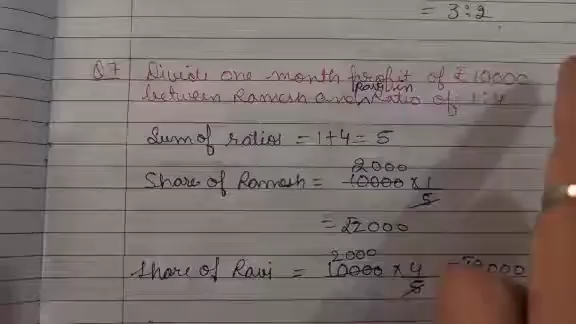 = 3:2
Q7 Divide one month profit of ₹10000
Ravi in
between Ramesh and ratio of 1:4
Sum of ratios = 1+4 = 5
2000
Share of Ramesh = 10000 × 1
5
= ₹2000
2000
Share of Ravi = 10000 × 4
5